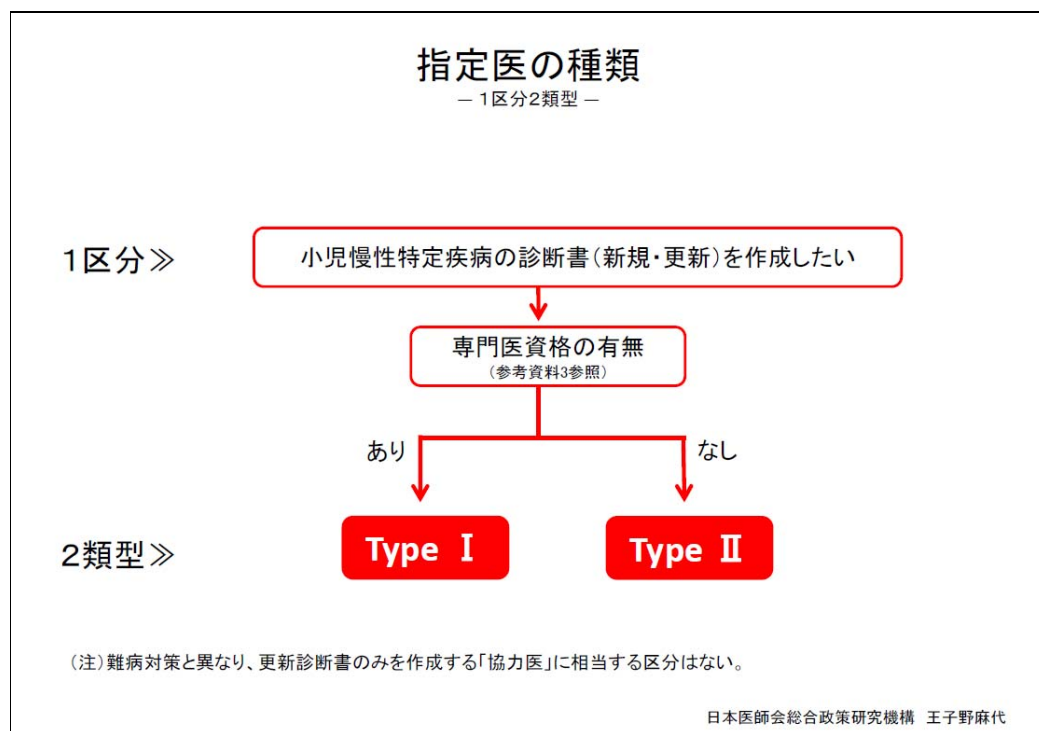 指定医の種類
― 1区分2類型 ―
1区分≫
小児慢性特定疾病の診断書(新規・更新)を作成したい
専門医資格の有無
(参考資料3参照)
あり
なし
2類型≫
Type Ⅰ
Type Ⅱ
(注)難病対策と異なり、更新診断書のみを作成する「協力医」に相当する区分はない。
日本医師会総合政策研究機構 王子野麻代